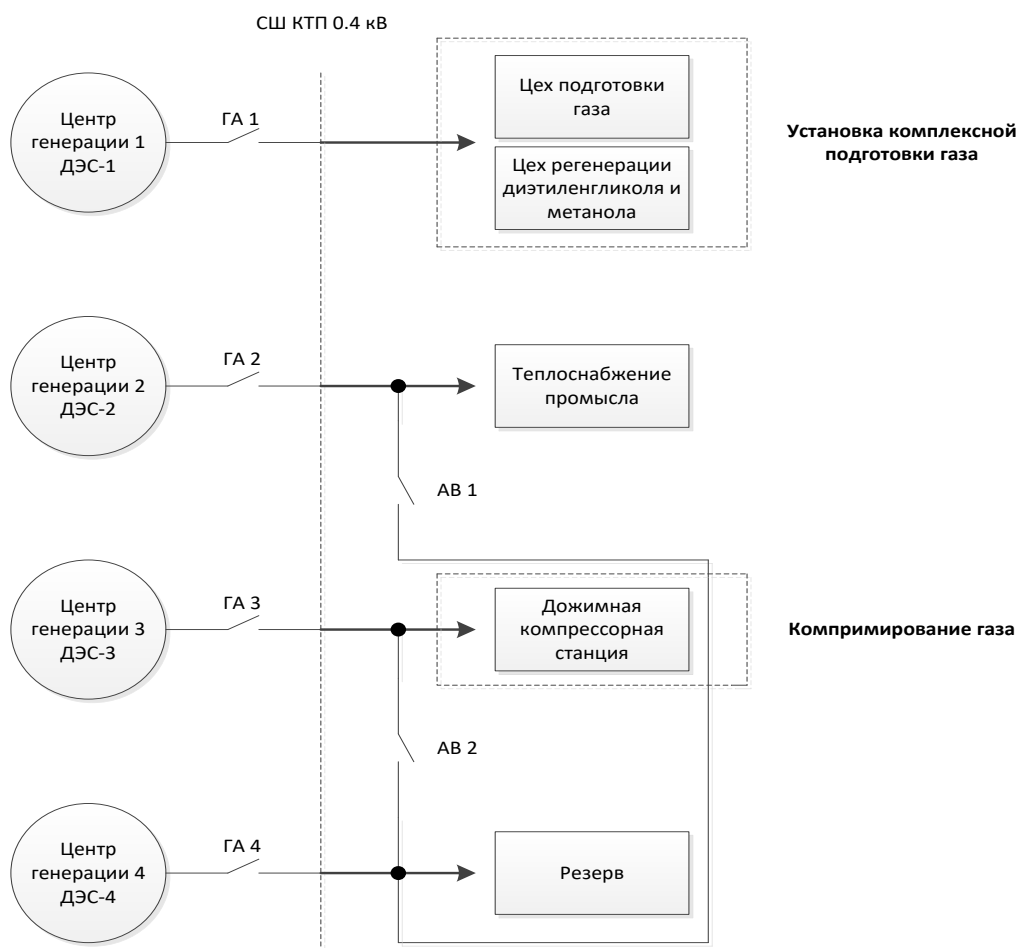 СШ КТП 0.4 кВ
Центр
генерации 1
ДЭС-1
ГА 1
Цех подготовки
газа
Цех регенерации
диэтиленгликоля и
метанола
Установка комплексной
подготовки газа
Центр
генерации 2
ДЭС-2
ГА 2
Теплоснабжение
промысла
АВ 1
Центр
генерации 3
ДЭС-3
ГА 3
Дожимная
компрессорная
станция
Компримирование газа
АВ 2
Центр
генерации 4
ДЭС-4
ГА 4
Резерв